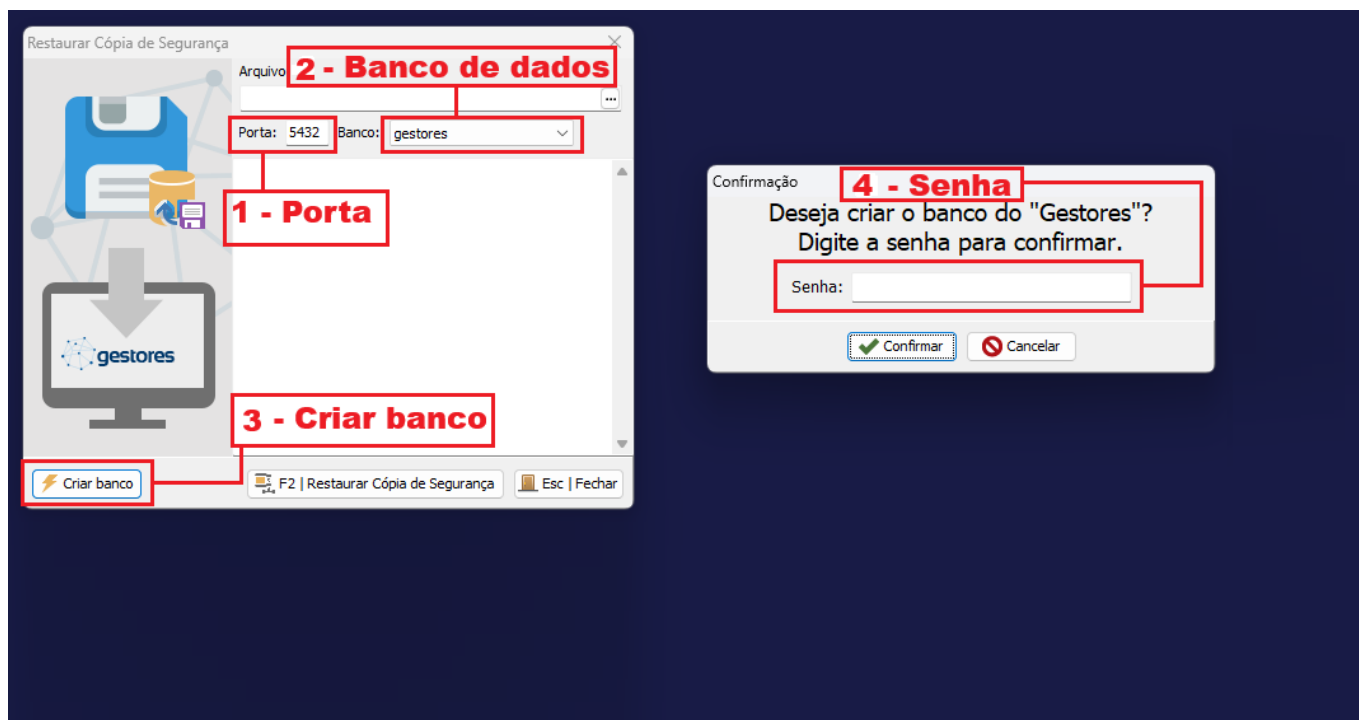 Restaurar Cópia de Segurança
Arquivo
2 - Banco de dados
...
Porta: 5432 Banco: gestores
1 - Porta
gestores
3 - Criar banco
Criar banco
F2 | Restaurar Cópia de Segurança
Esc | Fechar
Confirmação
4 - Senha
Deseja criar o banco do "Gestores"?
Digite a senha para confirmar.
Senha:
Confirmar
Cancelar